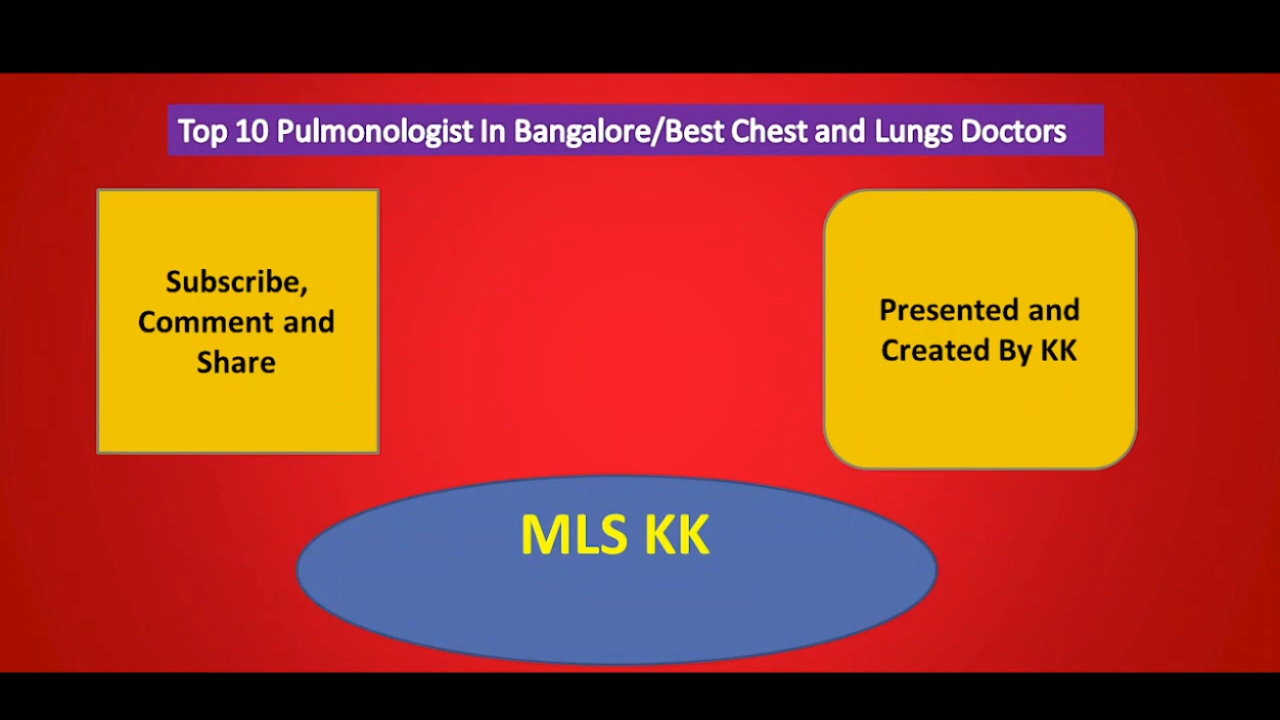 Top 10 Pulmonologist In Bangalore/Best Chest and Lungs Doctors
Subscribe,
Comment and
Share
Presented and
Created By KK
MLS KK